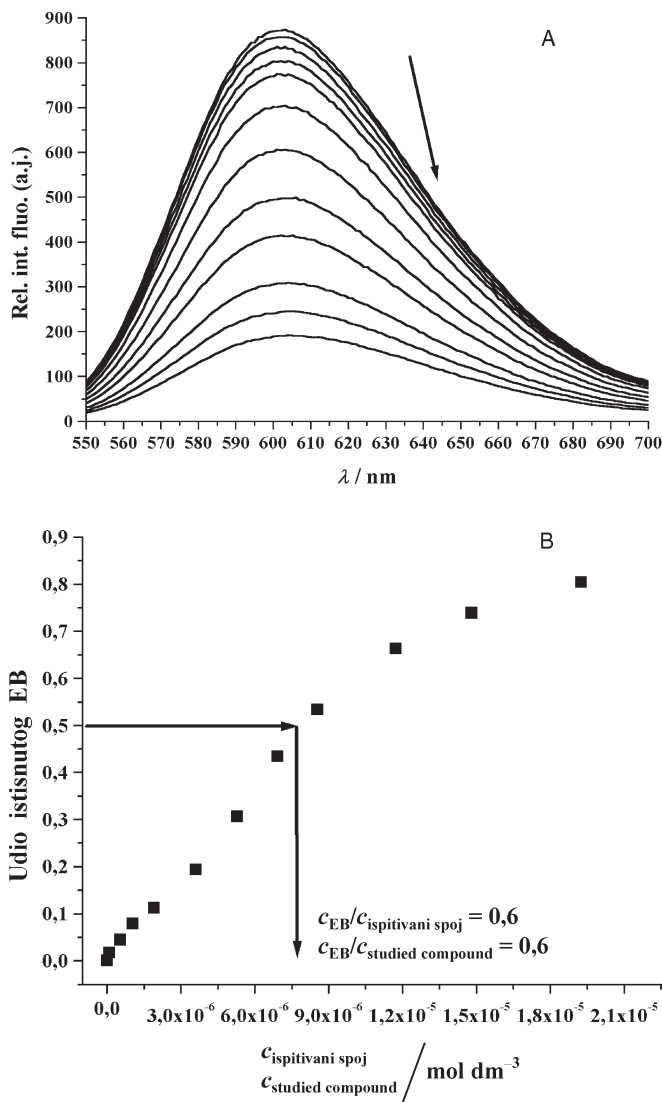 A
Rel. int. fluo. (a.j.)
900
800
700
600
500
400
300
200
100
0
550 560 570 580 590 600 610 620 630 640 650 660 670 680 690 700
λ / nm
B
Udio istisnutog EB
0,9
0,8
0,7
0,6
0,5
0,4
0,3
0,2
0,1
0,0
c_EB/c_ispitivani spoj = 0,6
c_EB/c_studied compound = 0,6
0,0 3,0x10⁻⁶ 6,0x10⁻⁶ 9,0x10⁻⁶ 1,2x10⁻⁵ 1,5x10⁻⁵ 1,8x10⁻⁵ 2,1x10⁻⁵
c_ispitivani spoj
c_studied compound / mol dm⁻³